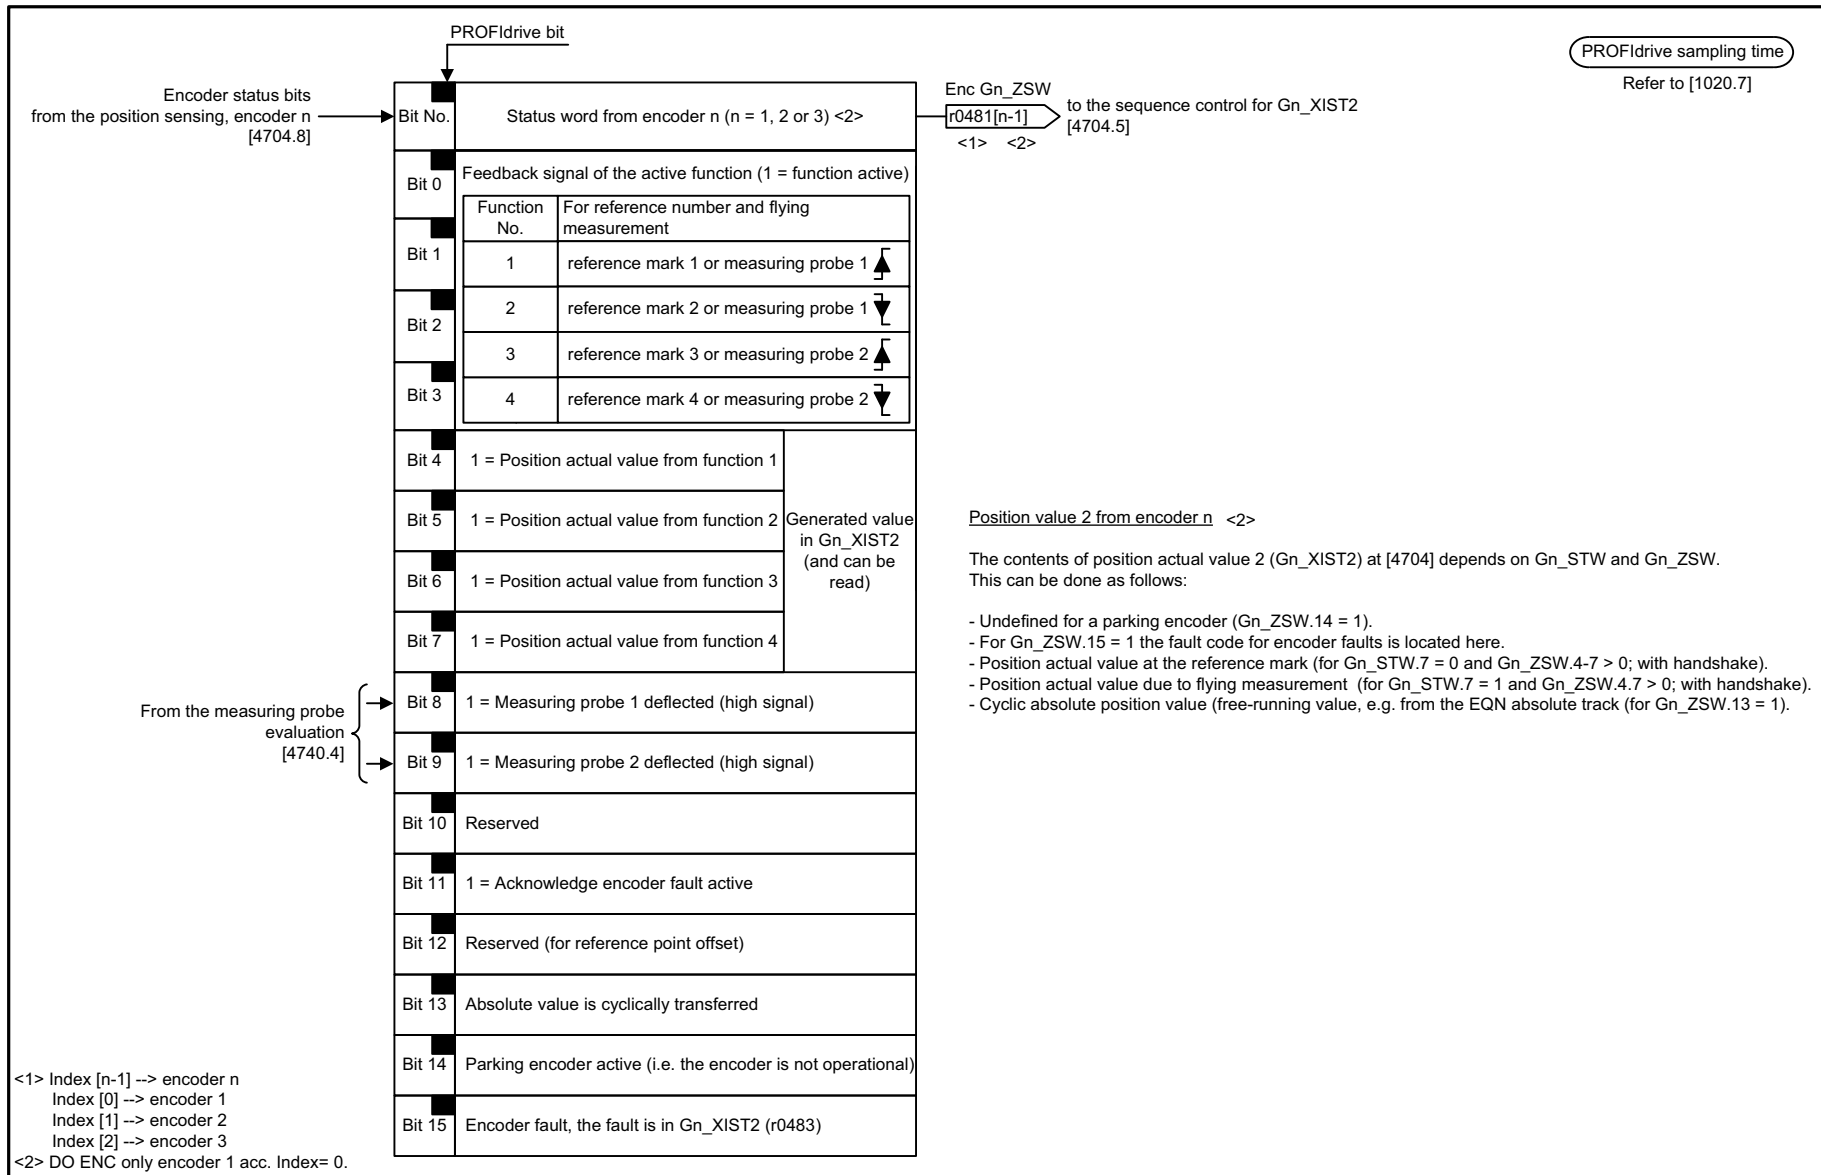 PROFIdrive bit
PROFIdrive sampling time
Refer to [1020.7]
Encoder status bits
from the position sensing, encoder n
[4704.8]
Bit No.
Status word from encoder n (n = 1, 2 or 3) <2>
Enc Gn_ZSW
r0481[n-1]
<1> <2>
to the sequence control for Gn_XIST2
[4704.5]
Bit 0
Feedback signal of the active function (1 = function active)
Function
No.
For reference number and flying
measurement
Bit 1
1
reference mark 1 or measuring probe 1
Bit 2
2
reference mark 2 or measuring probe 1
3
reference mark 3 or measuring probe 2
Bit 3
4
reference mark 4 or measuring probe 2
Bit 4
1 = Position actual value from function 1
Bit 5
1 = Position actual value from function 2
Bit 6
1 = Position actual value from function 3
Bit 7
1 = Position actual value from function 4
Generated value
in Gn_XIST2
(and can be
read)
From the measuring probe
evaluation
[4740.4]
Bit 8
1 = Measuring probe 1 deflected (high signal)
Bit 9
1 = Measuring probe 2 deflected (high signal)
Bit 10
Reserved
Bit 11
1 = Acknowledge encoder fault active
Bit 12
Reserved (for reference point offset)
Bit 13
Absolute value is cyclically transferred
Bit 14
Parking encoder active (i.e. the encoder is not operational)
Bit 15
Encoder fault, the fault is in Gn_XIST2 (r0483)
Position value 2 from encoder n <2>
The contents of position actual value 2 (Gn_XIST2) at [4704] depends on Gn_STW and Gn_ZSW.
This can be done as follows:
- Undefined for a parking encoder (Gn_ZSW.14 = 1).
- For Gn_ZSW.15 = 1 the fault code for encoder faults is located here.
- Position actual value at the reference mark (for Gn_STW.7 = 0 and Gn_ZSW.4-7 > 0; with handshake).
- Position actual value due to flying measurement (for Gn_STW.7 = 1 and Gn_ZSW.4.7 > 0; with handshake).
- Cyclic absolute position value (free-running value, e.g. from the EQN absolute track (for Gn_ZSW.13 = 1).
<1> Index [n-1] --> encoder n
Index [0] --> encoder 1
Index [1] --> encoder 2
Index [2] --> encoder 3
<2> DO ENC only encoder 1 acc. Index= 0.